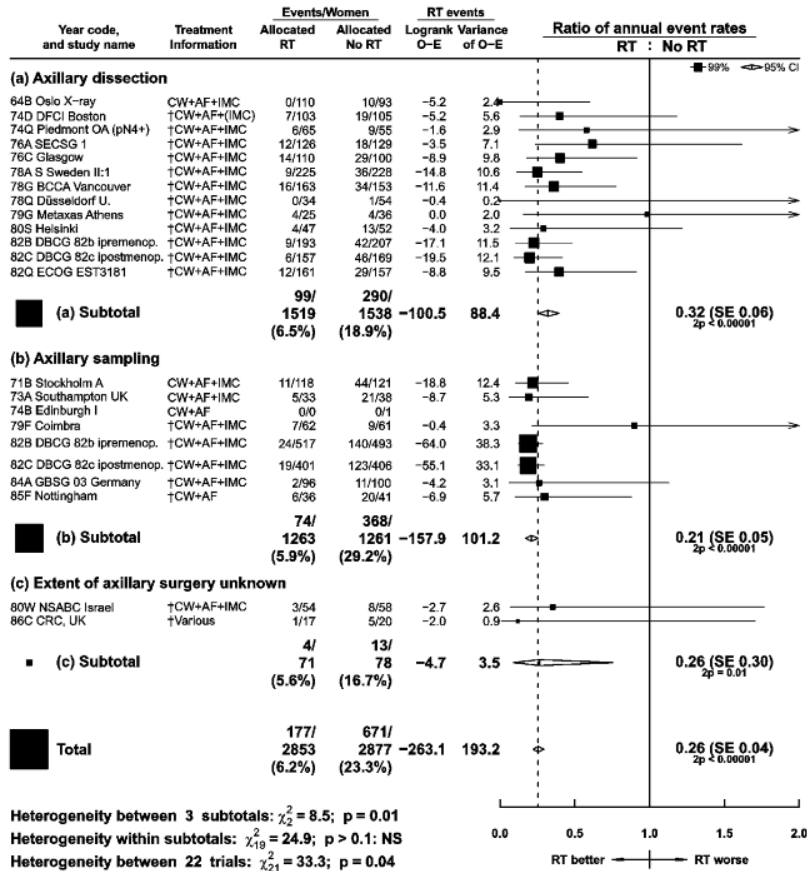 Events/Women RT events
Year code, and study name Treatment Information Allocated RT Allocated No RT Logrank O−E Variance of O−E Ratio of annual event rates RT : No RT
99% 95% CI
(a) Axillary dissection
64B Oslo X-ray CW+AF+IMC 0/110 10/93 −5.2 2.4
74D DFCI Boston †CW+AF+(IMC) 7/103 19/105 −5.2 5.6
74Q Piedmont OA (pN4+) †CW+AF+IMC 6/65 9/55 −1.6 2.9
76A SECSG 1 †CW+AF+IMC 12/126 18/129 −3.5 7.1
76C Glasgow †CW+AF+IMC 14/110 29/100 −8.9 9.8
78A S Sweden II:1 †CW+AF+IMC 9/225 36/228 −14.8 10.6
78G BCCA Vancouver †CW+AF+IMC 16/163 34/153 −11.6 11.4
78Q Düsseldorf U. †CW+AF+IMC 0/34 1/54 −0.4 0.2
79G Metaxas Athens †CW+AF+IMC 4/25 4/36 0.0 2.0
80S Helsinki †CW+AF+IMC 4/47 13/52 −4.0 3.2
82B DBCG 82b ipremenop. †CW+AF+IMC 9/193 42/207 −17.1 11.5
82C DBCG 82c ipostmenop. †CW+AF+IMC 6/157 46/169 −19.5 12.1
82Q ECOG EST3181 †CW+AF+IMC 12/161 29/157 −8.8 9.5
99/ 290/
(a) Subtotal 1519 1538 −100.5 88.4 0.32 (SE 0.06)
(6.5%) (18.9%) 2p < 0.00001
(b) Axillary sampling
71B Stockholm A CW+AF+IMC 11/118 44/121 −18.8 12.4
73A Southampton UK CW+AF+IMC 5/33 21/38 −8.7 5.3
74B Edinburgh I CW+AF 0/0 0/1
79F Coimbra †CW+AF+IMC 7/62 9/61 −0.4 3.3
82B DBCG 82b ipremenop. †CW+AF+IMC 24/517 140/493 −64.0 38.3
82C DBCG 82c ipostmenop. †CW+AF+IMC 19/401 123/406 −55.1 33.1
84A GBSG 03 Germany †CW+AF+IMC 2/96 11/100 −4.2 3.1
85F Nottingham †CW+AF 6/36 20/41 −6.9 5.7
74/ 368/
(b) Subtotal 1263 1261 −157.9 101.2 0.21 (SE 0.05)
(5.9%) (29.2%) 2p < 0.00001
(c) Extent of axillary surgery unknown
80W NSABC Israel †CW+AF+IMC 3/54 8/58 −2.7 2.6
86C CRC, UK †Various 1/17 5/20 −2.0 0.9
4/ 13/
(c) Subtotal 71 78 −4.7 3.5 0.26 (SE 0.30)
(5.6%) (16.7%) 2p = 0.01
177/ 671/
Total 2853 2877 −263.1 193.2 0.26 (SE 0.04)
(6.2%) (23.3%) 2p < 0.00001
Heterogeneity between 3 subtotals: χ²₂ = 8.5; p = 0.01
Heterogeneity within subtotals: χ²₁₉ = 24.9; p > 0.1: NS
Heterogeneity between 22 trials: χ²₂₁ = 33.3; p = 0.04
0.0 0.5 1.0 1.5 2.0
RT better RT worse